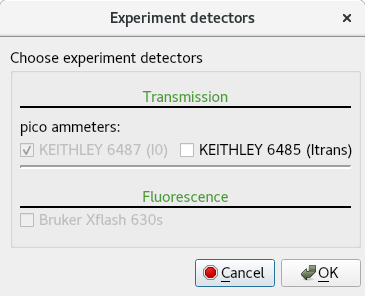 Experiment detectors
Choose experiment detectors
Transmission
pico ammeters:
KEITHLEY 6487 (I0) KEITHLEY 6485 (Itrans)
Fluorescence
Bruker Xflash 630s
Cancel OK